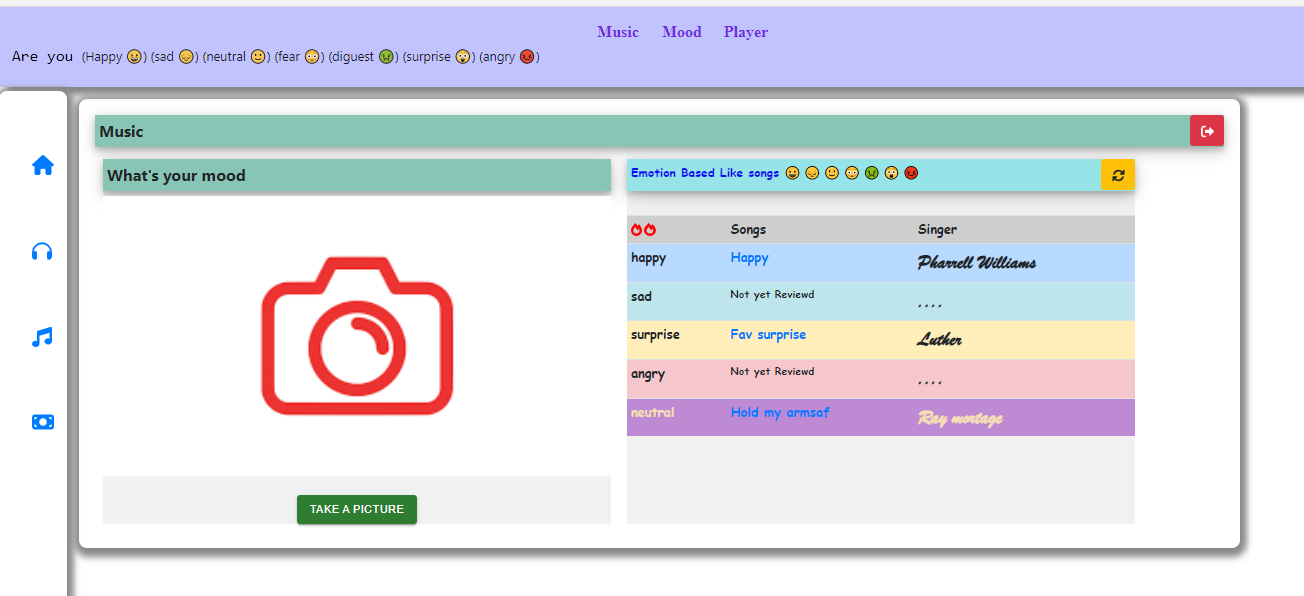 Music Mood Player
Are you (Happy 😀) (sad 😞) (neutral 🙂) (fear 😳) (diguest 🤢) (surprise 😲) (angry 😡)
Music
What's your mood
Emotion Based Like songs 😀 😞 🙂 😳 🤢 😲 😡
Songs Singer
happy Happy Pharrell Williams
sad Not yet Reviewd ....
surprise Fav surprise Luther
angry Not yet Reviewd ....
neutral Hold my armsaf Ray mortage
TAKE A PICTURE